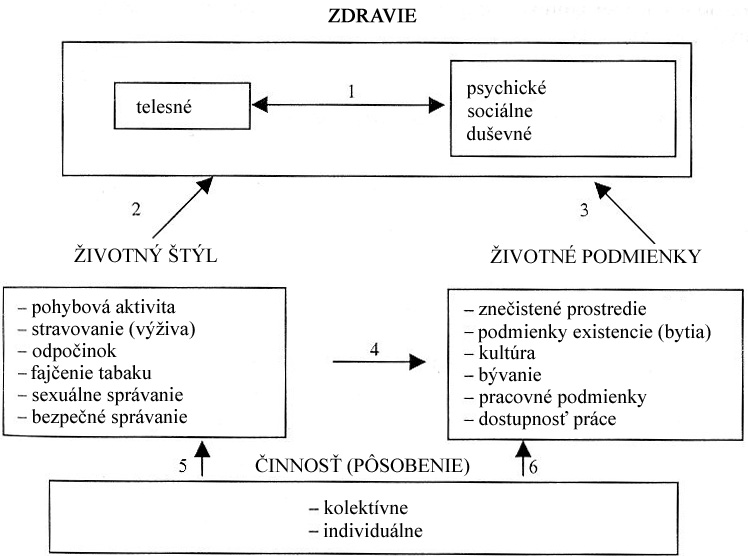 ZDRAVIE
telesné
1
psychické
sociálne
duševné
2
3
ŽIVOTNÝ ŠTÝL
ŽIVOTNÉ PODMIENKY
– pohybová aktivita
– stravovanie (výživa)
– odpočinok
– fajčenie tabaku
– sexuálne správanie
– bezpečné správanie
4
– znečistené prostredie
– podmienky existencie (bytia)
– kultúra
– bývanie
– pracovné podmienky
– dostupnosť práce
5
ČINNOSŤ (PÔSOBENIE)
6
– kolektívne
– individuálne